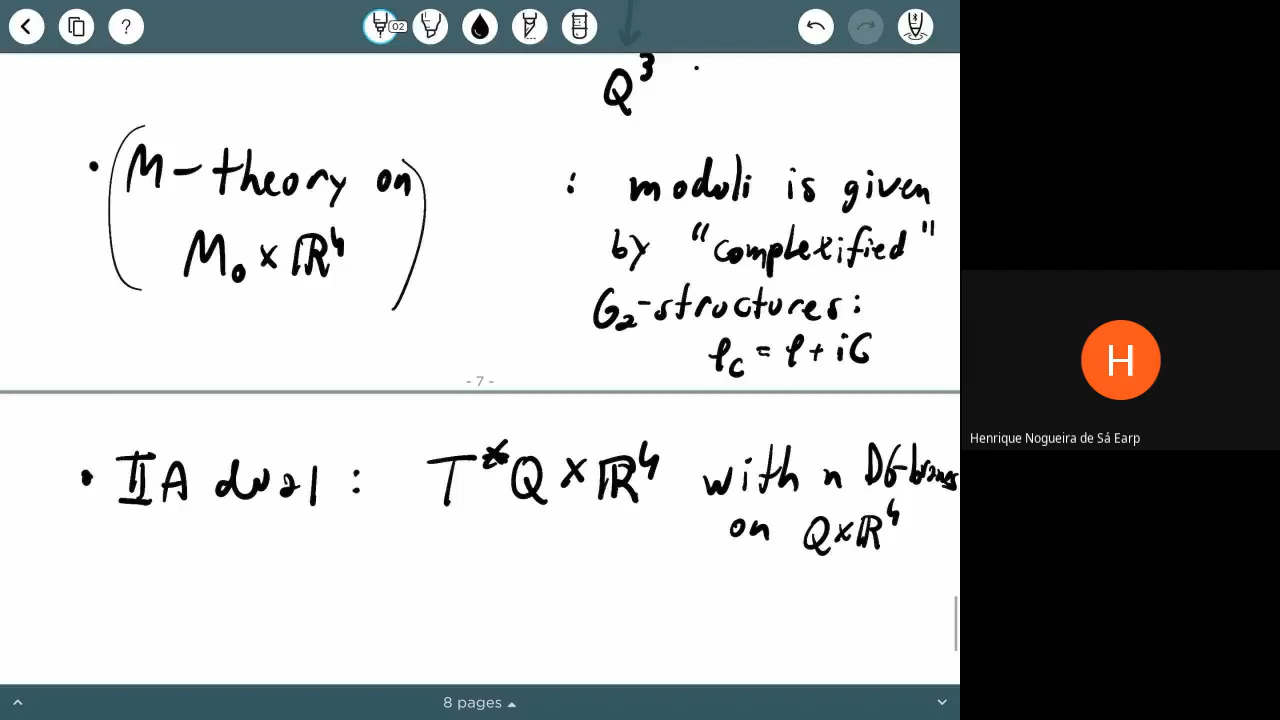 ?
02
Q³
• (M-theory on
M₀ × ℝ⁴)
: moduli is given
by "complexified"
G₂-structures:
φ_C = φ + iC
- 7 -
• IIA dual : T*Q × ℝ⁴ with n D6-branes
on Q×ℝ⁴
8 pages
H
Henrique Nogueira de Sá Earp